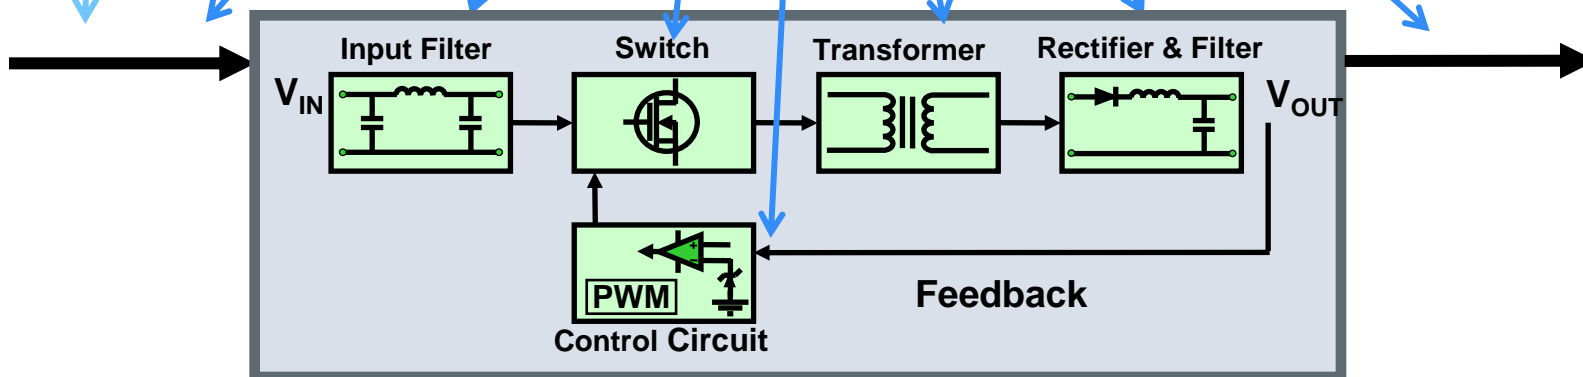 Input Filter
Switch
Transformer
Rectifier & Filter
VIN
VOUT
+
−
PWM
Feedback
Control Circuit